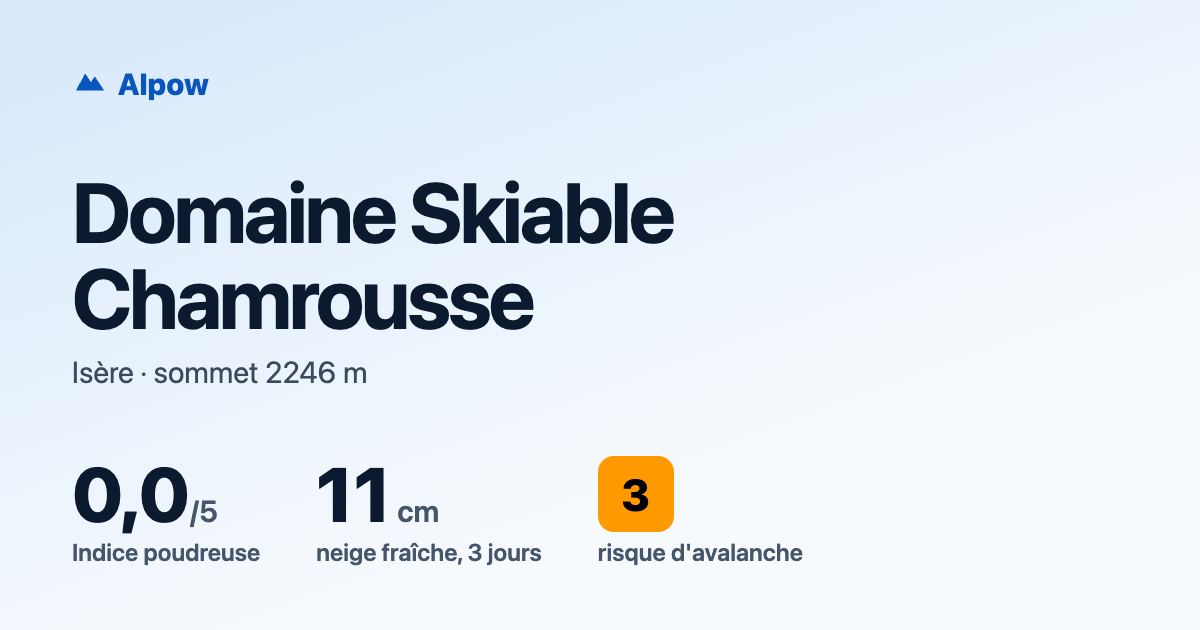 Alpow
Domaine Skiable
Chamrousse
Isère · sommet 2246 m
0,0/5
Indice poudreuse
11 cm
neige fraîche, 3 jours
3
risque d'avalanche